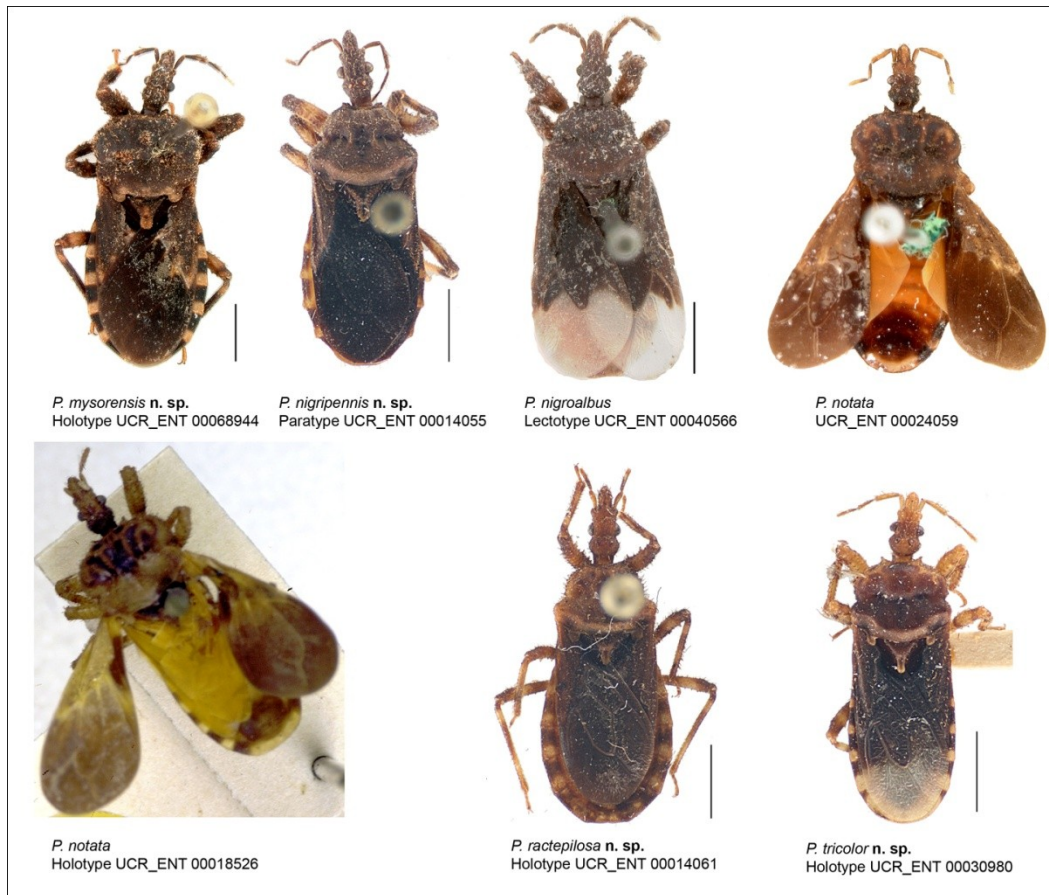 P. mysorensis n. sp.
Holotype UCR_ENT 00068944
P. nigripennis n. sp.
Paratype UCR_ENT 00014055
P. nigroalbus
Lectotype UCR_ENT 00040566
P. notata
UCR_ENT 00024059
P. notata
Holotype UCR_ENT 00018526
P. ractepilosa n. sp.
Holotype UCR_ENT 00014061
P. tricolor n. sp.
Holotype UCR_ENT 00030980